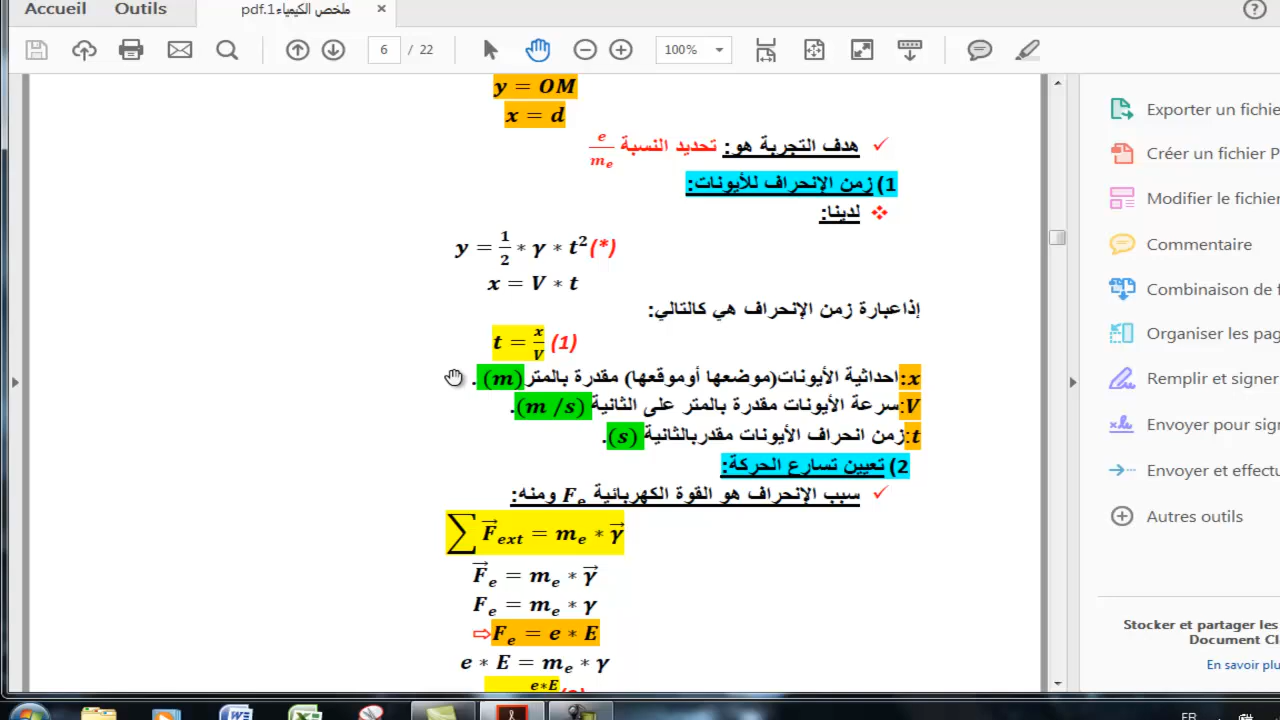 Accueil
Outils
ملخص الكيمياء1.pdf
6 / 22
100%
y = OM
x = d
✓ هدف التجربة هو: تحديد النسبة e/mₑ
1) زمن الإنحراف للأيونات:
❖ لدينا:
y = 1/2 * γ * t² (*)
x = V * t
إذاعبارة زمن الإنحراف هي كالتالي:
t = x/V (1)
x:احداثية الأيونات(موضعها أوموقعها) مقدرة بالمتر(m).
V:سرعة الأيونات مقدرة بالمتر على الثانية(m/s).
t:زمن انحراف الأيونات مقدربالثانية(s).
2) تعيين تسارع الحركة:
✓ سبب الإنحراف هو القوة الكهربائية Fₑ ومنه:
∑ F⃗ext = mₑ * γ⃗
F⃗ₑ = mₑ * γ⃗
Fₑ = mₑ * γ
⇨ Fₑ = e * E
e * E = mₑ * γ
e*E
Exporter un fichie
Créer un fichier P
Modifier le fichier
Commentaire
Combinaison de f
Organiser les pag
Remplir et signer
Envoyer pour sign
Envoyer et effectu
Autres outils
Stocker et partager les
Document Cl
En savoir plu
FR